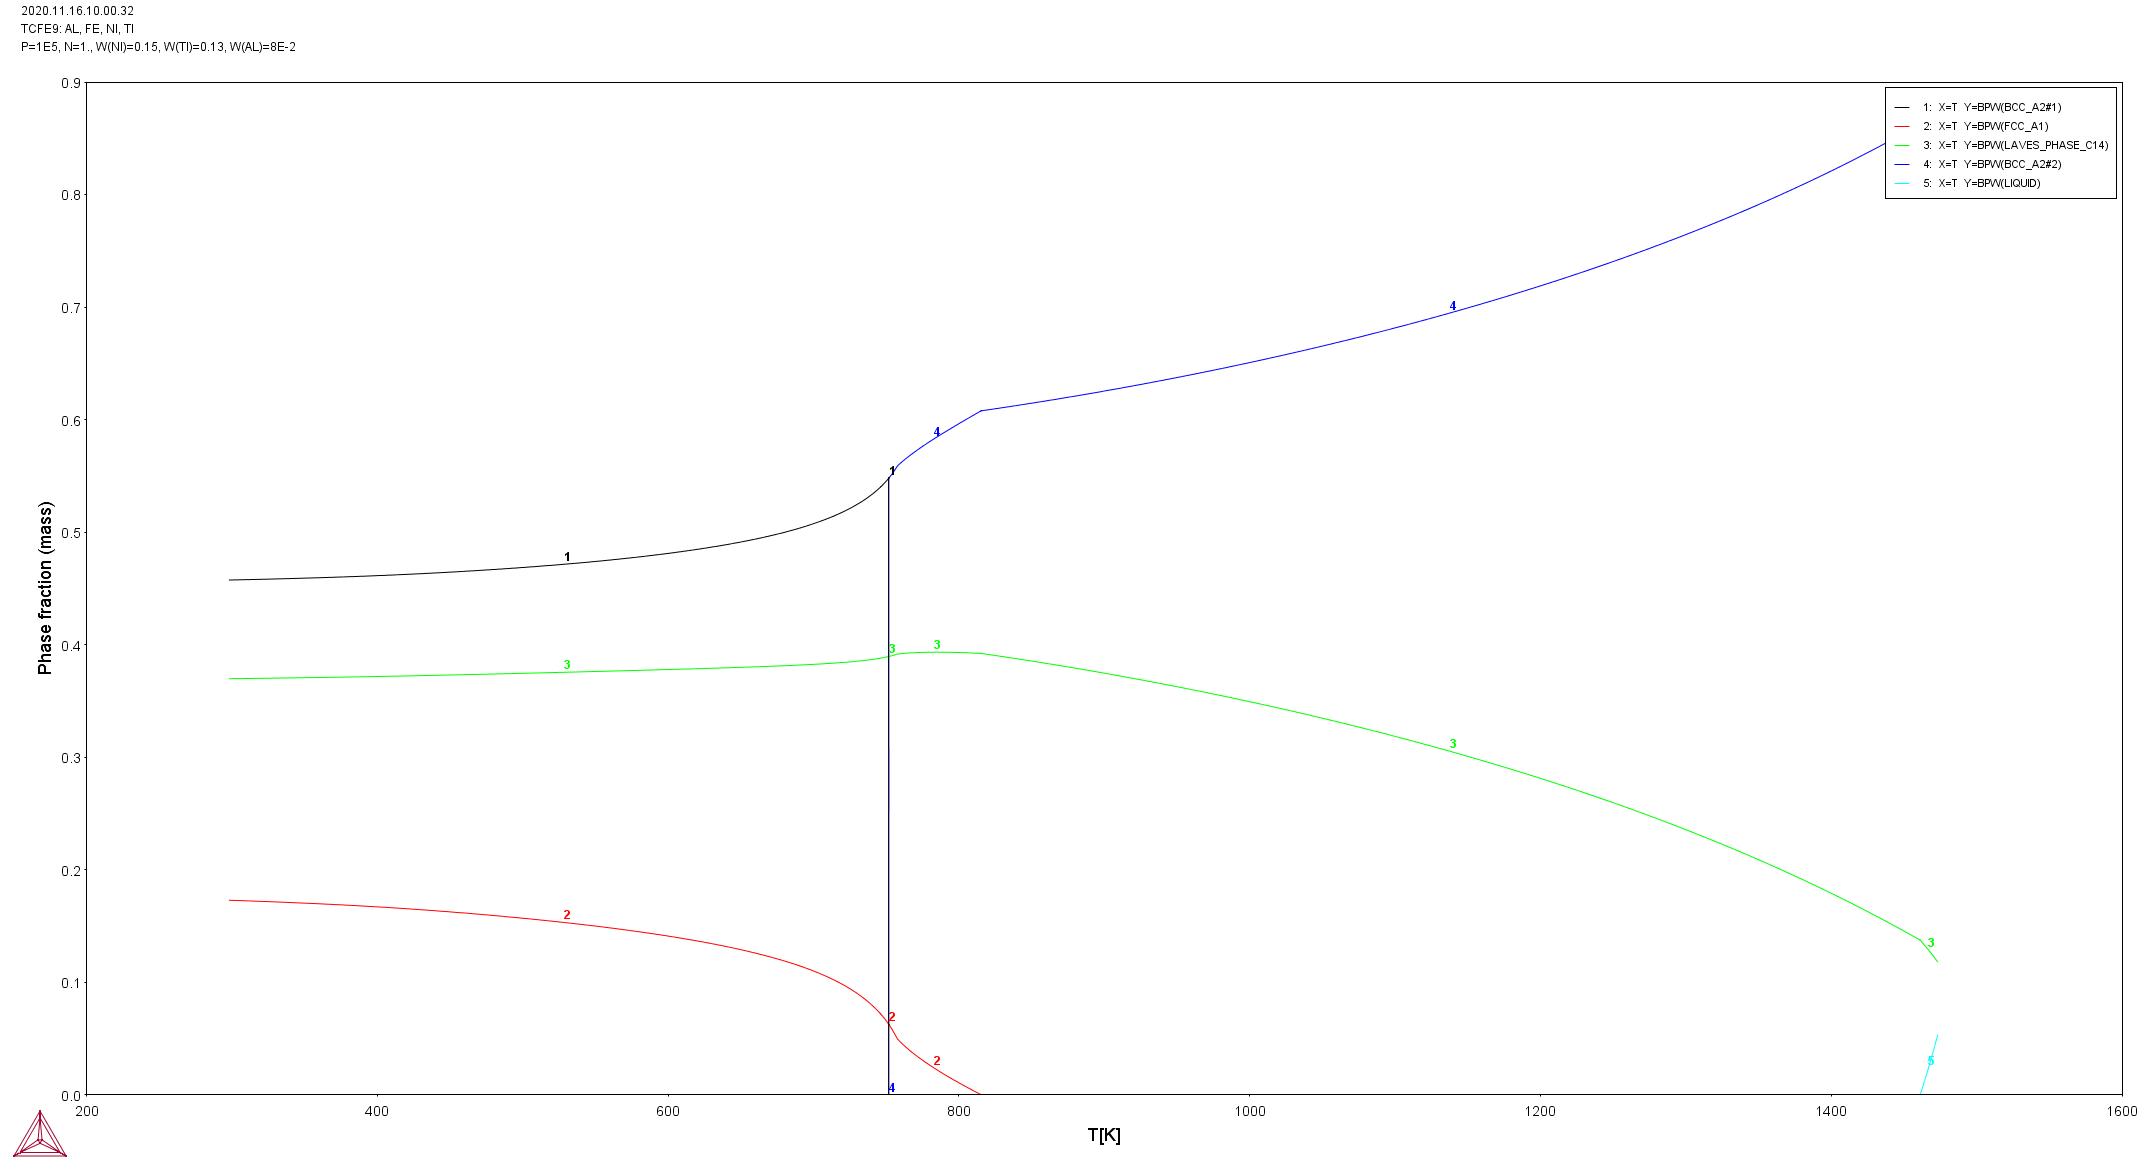 2020.11.16.10.00.32
TCFE9: AL, FE, NI, TI
P=1E5, N=1., W(NI)=0.15, W(TI)=0.13, W(AL)=8E-2
0.9
0.8
0.7
0.6
0.5
0.4
0.3
0.2
0.1
0.0
Phase fraction (mass)
1: X=T Y=BPW(BCC_A2#1)
2: X=T Y=BPW(FCC_A1)
3: X=T Y=BPW(LAVES_PHASE_C14)
4: X=T Y=BPW(BCC_A2#2)
5: X=T Y=BPW(LIQUID)
4
4
1
1
3
3
3
3
3
2
2
2
4
5
200 400 600 800 1000 1200 1400 1600
T[K]